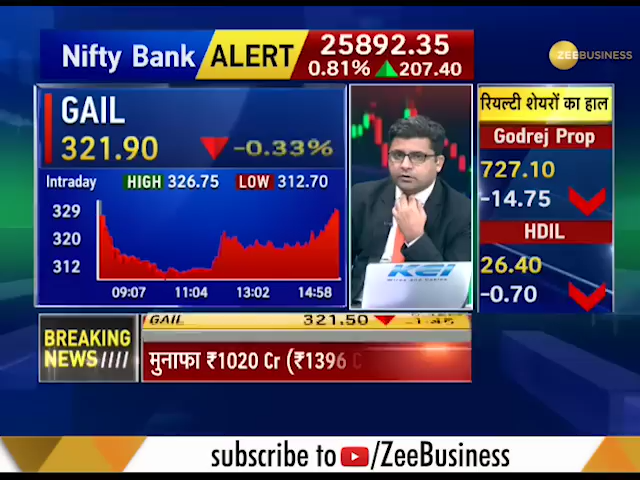 Nifty Bank ALERT 25892.35
0.81% 207.40
ZEEBUSINESS
GAIL
321.90 -0.33%
Intraday HIGH 326.75 LOW 312.70
329
320
312
09:07 11:04 13:02 14:58
KEI
रियल्टी शेयरों का हाल
Godrej Prop
727.10
-14.75
HDIL
26.40
-0.70
BREAKING
NEWS
GAIL 321.50 -1.45
मुनाफा ₹1020 Cr (₹1396
subscribe to /ZeeBusiness